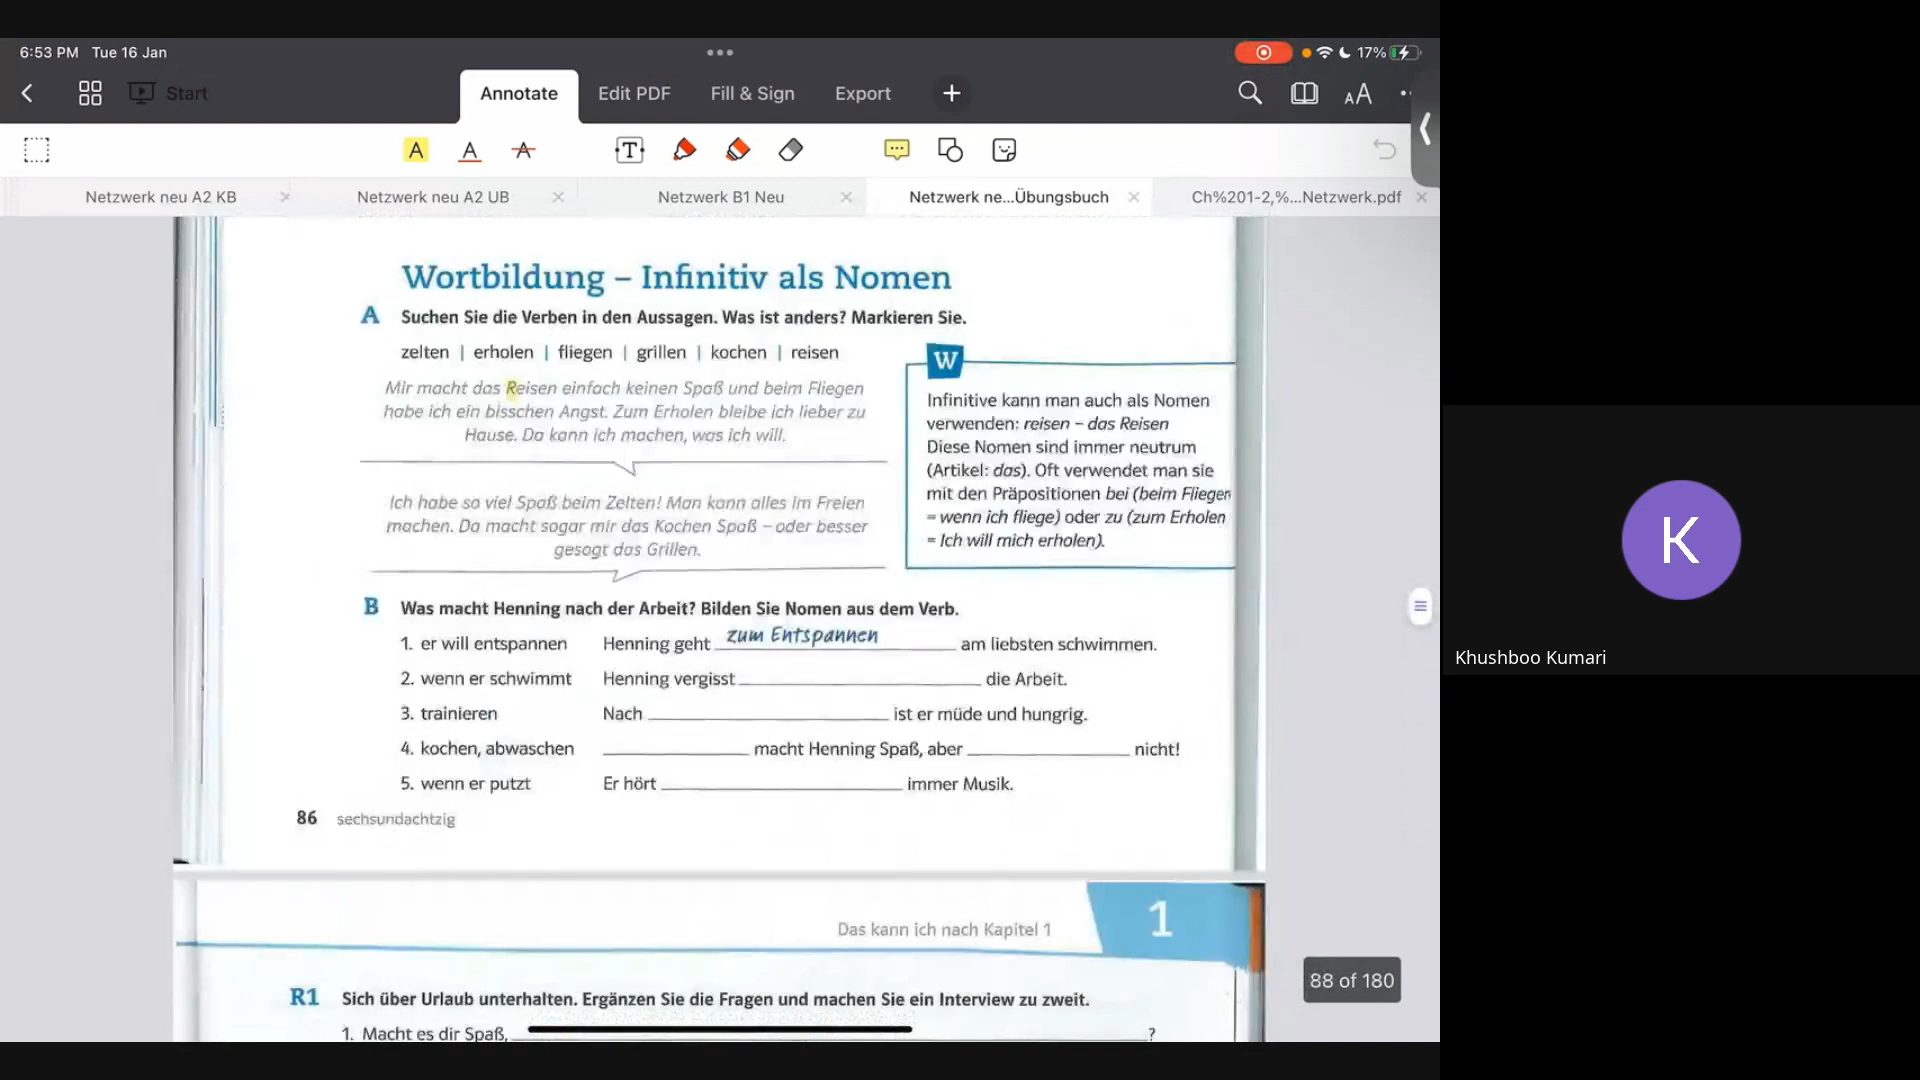 6:53 PM Tue 16 Jan
17%
Start
Annotate
Edit PDF
Fill & Sign
Export
Netzwerk neu A2 KB
Netzwerk neu A2 UB
Netzwerk B1 Neu
Netzwerk ne...Übungsbuch
Ch%201-2,%...Netzwerk.pdf
Wortbildung – Infinitiv als Nomen
A Suchen Sie die Verben in den Aussagen. Was ist anders? Markieren Sie.
zelten | erholen | fliegen | grillen | kochen | reisen
Mir macht das Reisen einfach keinen Spaß und beim Fliegen
habe ich ein bisschen Angst. Zum Erholen bleibe ich lieber zu
Hause. Da kann ich machen, was ich will.
Ich habe so viel Spaß beim Zelten! Man kann alles im Freien
machen. Da macht sogar mir das Kochen Spaß – oder besser
gesagt das Grillen.
W
Infinitive kann man auch als Nomen
verwenden: reisen – das Reisen
Diese Nomen sind immer neutrum
(Artikel: das). Oft verwendet man sie
mit den Präpositionen bei (beim Fliegen
= wenn ich fliege) oder zu (zum Erholen
= Ich will mich erholen).
B Was macht Henning nach der Arbeit? Bilden Sie Nomen aus dem Verb.
1. er will entspannen Henning geht zum Entspannen am liebsten schwimmen.
2. wenn er schwimmt Henning vergisst ______ die Arbeit.
3. trainieren Nach ______ ist er müde und hungrig.
4. kochen, abwaschen ______ macht Henning Spaß, aber ______ nicht!
5. wenn er putzt Er hört ______ immer Musik.
86 sechsundachtzig
Das kann ich nach Kapitel 1
1
R1 Sich über Urlaub unterhalten. Ergänzen Sie die Fragen und machen Sie ein Interview zu zweit.
1. Macht es dir Spaß, ______ ?
88 of 180
K
Khushboo Kumari